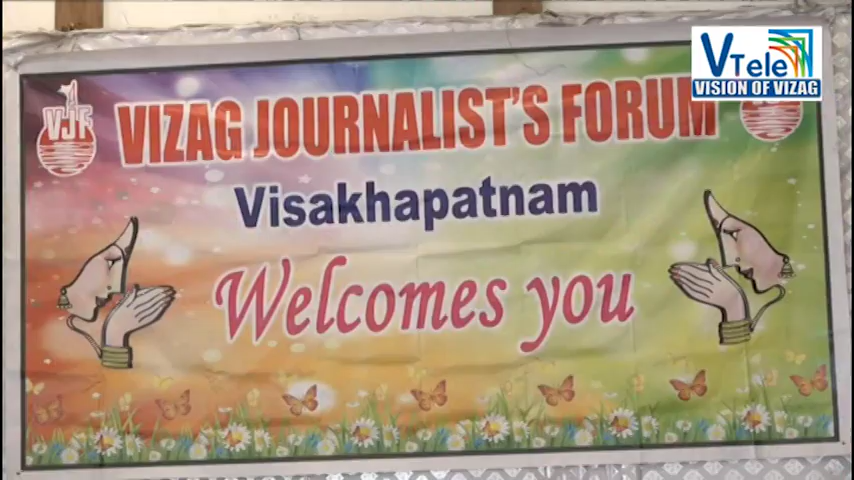 VTele
VISION OF VIZAG
VJF
VIZAG JOURNALIST'S FORUM
Visakhapatnam
Welcomes you